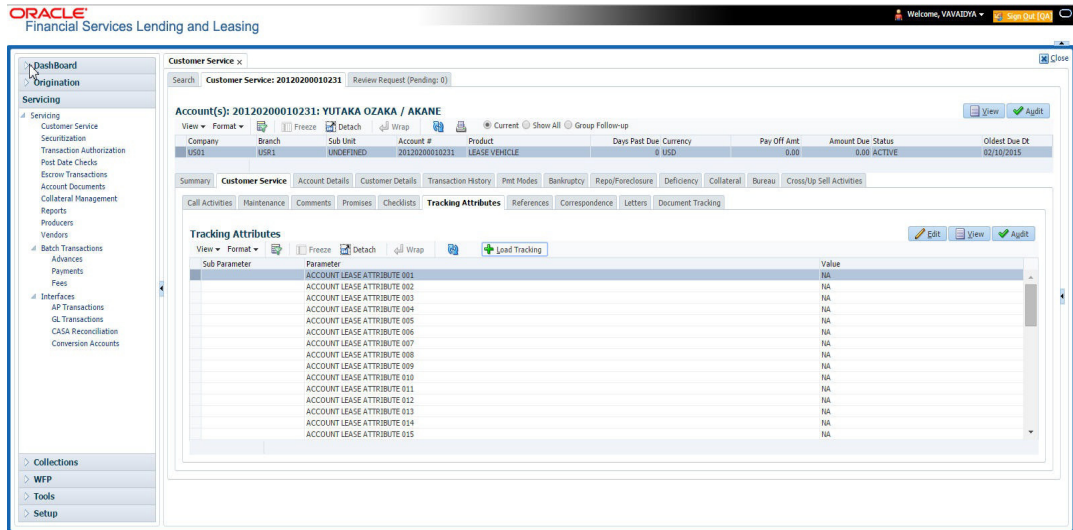 ORACLE
Financial Services Lending and Leasing
Welcome, VAVAIDYA
Sign Out [QA]
DashBoard
Origination
Servicing
Servicing
Customer Service
Securitization
Transaction Authorization
Post Date Checks
Escrow Transactions
Account Documents
Collateral Management
Reports
Producers
Vendors
Batch Transactions
Advances
Payments
Fees
Interfaces
AP Transactions
GL Transactions
CASA Reconciliation
Conversion Accounts
Collections
WFP
Tools
Setup
Customer Service x
Close
Search Customer Service: 20120200010231 Review Request (Pending: 0)
Account(s): 20120200010231: YUTAKA OZAKA / AKANE
View Audit
View Format Freeze Detach Wrap Current Show All Group Follow-up
Company Branch Sub Unit Account # Product Days Past Due Currency Pay Off Amt Amount Due Status Oldest Due Dt
US01 USR1 UNDEFINED 20120200010231 LEASE VEHICLE 0 USD 0.00 0.00 ACTIVE 02/10/2015
Summary Customer Service Account Details Customer Details Transaction History Pmt Modes Bankruptcy Repo/Foreclosure Deficiency Collateral Bureau Cross/Up Sell Activities
Call Activities Maintenance Comments Promises Checklists Tracking Attributes References Correspondence Letters Document Tracking
Tracking Attributes
Edit View Audit
View Format Freeze Detach Wrap Load Tracking
Sub Parameter Parameter Value
ACCOUNT LEASE ATTRIBUTE 001 NA
ACCOUNT LEASE ATTRIBUTE 002 NA
ACCOUNT LEASE ATTRIBUTE 003 NA
ACCOUNT LEASE ATTRIBUTE 004 NA
ACCOUNT LEASE ATTRIBUTE 005 NA
ACCOUNT LEASE ATTRIBUTE 006 NA
ACCOUNT LEASE ATTRIBUTE 007 NA
ACCOUNT LEASE ATTRIBUTE 008 NA
ACCOUNT LEASE ATTRIBUTE 009 NA
ACCOUNT LEASE ATTRIBUTE 010 NA
ACCOUNT LEASE ATTRIBUTE 011 NA
ACCOUNT LEASE ATTRIBUTE 012 NA
ACCOUNT LEASE ATTRIBUTE 013 NA
ACCOUNT LEASE ATTRIBUTE 014 NA
ACCOUNT LEASE ATTRIBUTE 015 NA